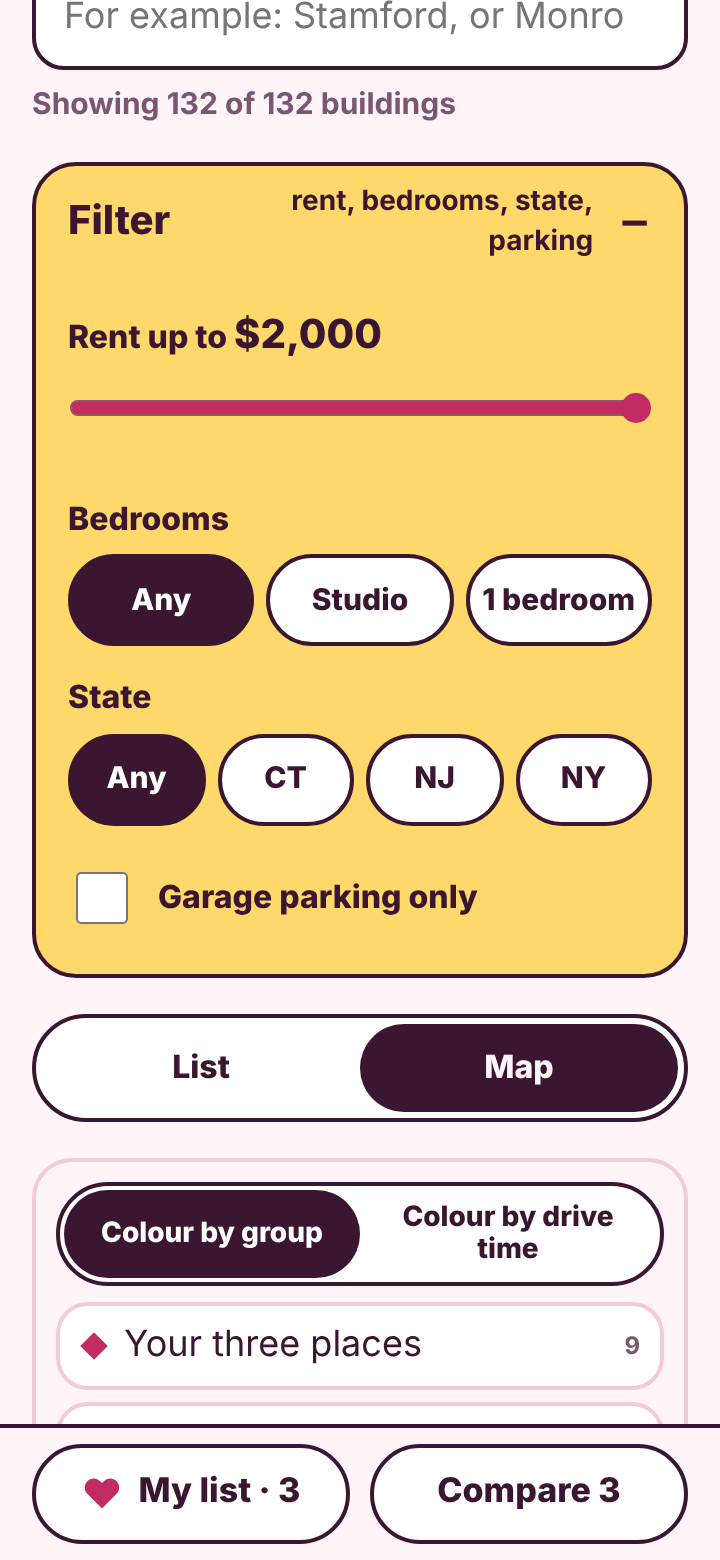 For example: Stamford, or Monro
Showing 132 of 132 buildings
Filter
rent, bedrooms, state,
parking
−
Rent up to $2,000
Bedrooms
Any
Studio
1 bedroom
State
Any
CT
NJ
NY
Garage parking only
List
Map
Colour by group
Colour by drive
time
Your three places
9
My list · 3
Compare 3